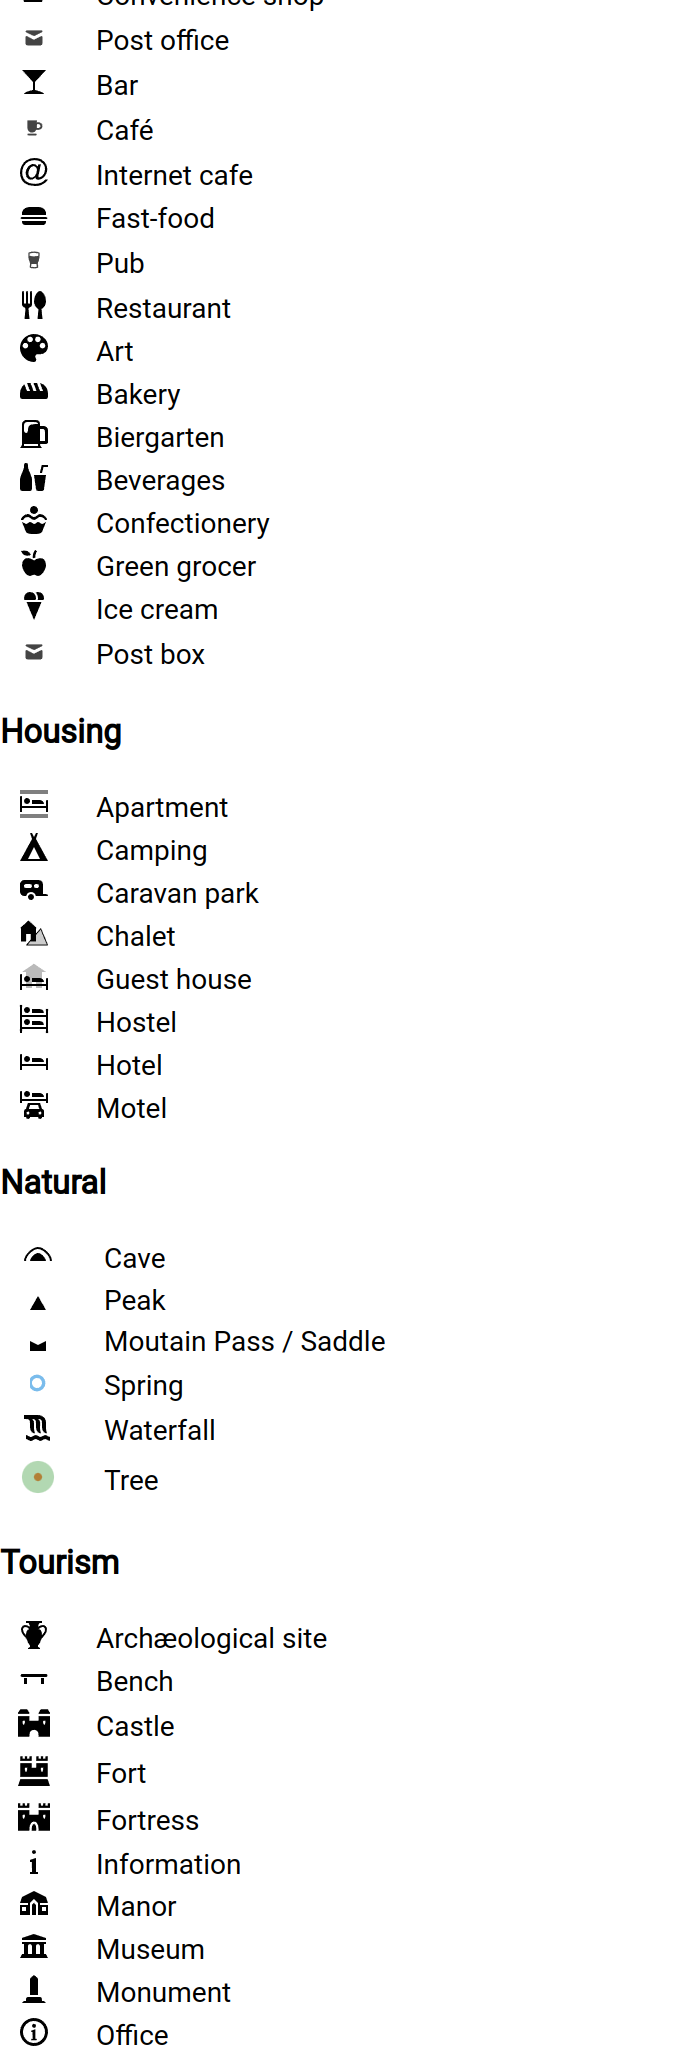 Convenience shop
Post office
Bar
Café
Internet cafe
Fast-food
Pub
Restaurant
Art
Bakery
Biergarten
Beverages
Confectionery
Green grocer
Ice cream
Post box
Housing
Apartment
Camping
Caravan park
Chalet
Guest house
Hostel
Hotel
Motel
Natural
Cave
Peak
Moutain Pass / Saddle
Spring
Waterfall
Tree
Tourism
Archæological site
Bench
Castle
Fort
Fortress
Information
Manor
Museum
Monument
Office